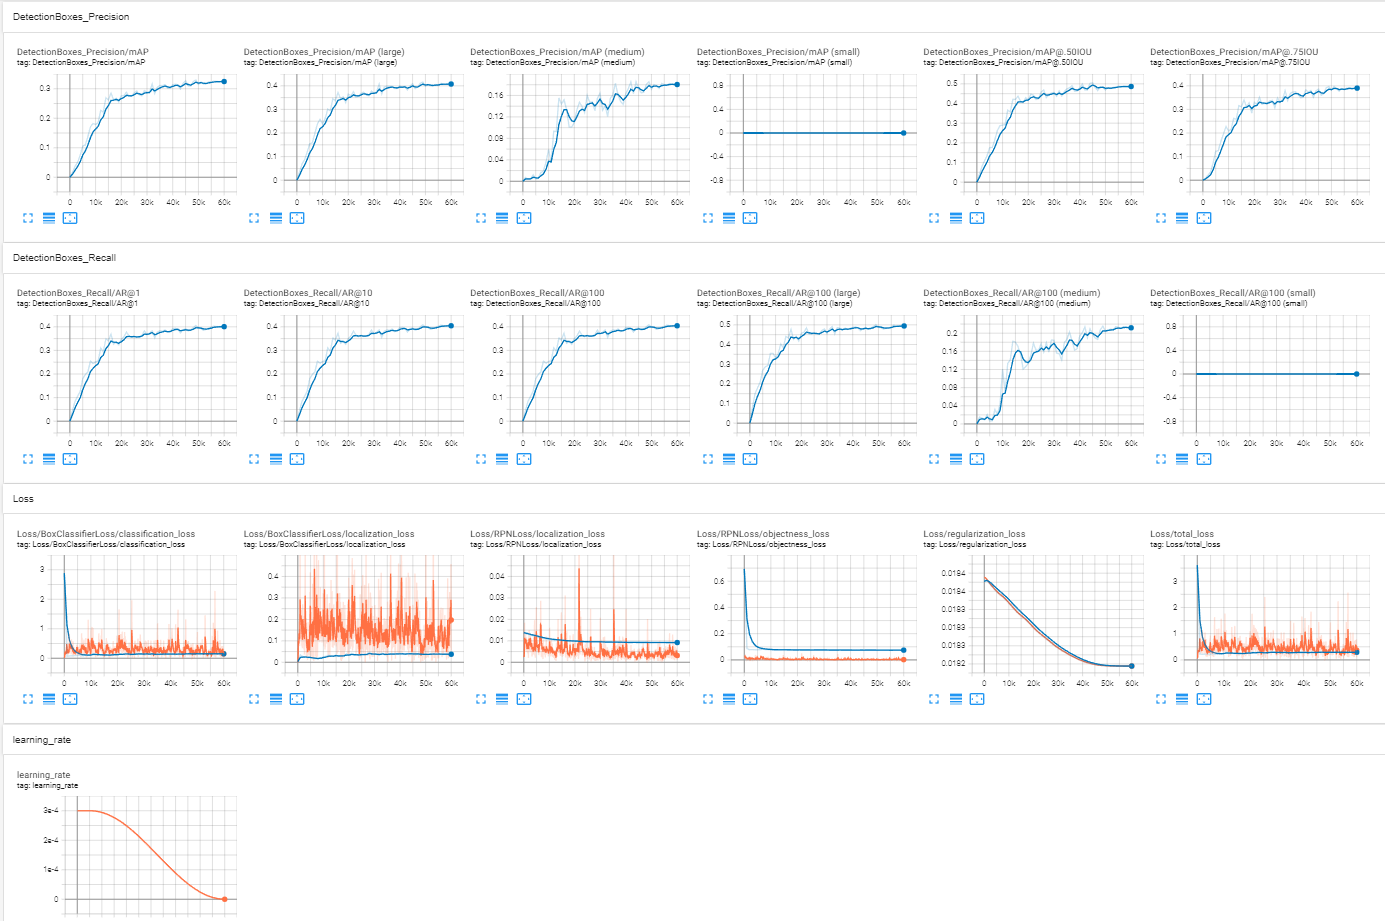 DetectionBoxes_Precision
DetectionBoxes_Precision/mAP
tag: DetectionBoxes_Precision/mAP
0.3
0.2
0.1
0
0 10k 20k 30k 40k 50k 60k
DetectionBoxes_Precision/mAP (large)
tag: DetectionBoxes_Precision/mAP (large)
0.4
0.3
0.2
0.1
0
0 10k 20k 30k 40k 50k 60k
DetectionBoxes_Precision/mAP (medium)
tag: DetectionBoxes_Precision/mAP (medium)
0.16
0.12
0.08
0.04
0
0 10k 20k 30k 40k 50k 60k
DetectionBoxes_Precision/mAP (small)
tag: DetectionBoxes_Precision/mAP (small)
0.8
0.4
0
-0.4
-0.8
0 10k 20k 30k 40k 50k 60k
DetectionBoxes_Precision/mAP@.50IOU
tag: DetectionBoxes_Precision/mAP@.50IOU
0.5
0.4
0.3
0.2
0.1
0
0 10k 20k 30k 40k 50k 60k
DetectionBoxes_Precision/mAP@.75IOU
tag: DetectionBoxes_Precision/mAP@.75IOU
0.4
0.3
0.2
0.1
0
0 10k 20k 30k 40k 50k 60k
DetectionBoxes_Recall
DetectionBoxes_Recall/AR@1
tag: DetectionBoxes_Recall/AR@1
0.4
0.3
0.2
0.1
0
0 10k 20k 30k 40k 50k 60k
DetectionBoxes_Recall/AR@10
tag: DetectionBoxes_Recall/AR@10
0.4
0.3
0.2
0.1
0
0 10k 20k 30k 40k 50k 60k
DetectionBoxes_Recall/AR@100
tag: DetectionBoxes_Recall/AR@100
0.4
0.3
0.2
0.1
0
0 10k 20k 30k 40k 50k 60k
DetectionBoxes_Recall/AR@100 (large)
tag: DetectionBoxes_Recall/AR@100 (large)
0.5
0.4
0.3
0.2
0.1
0
0 10k 20k 30k 40k 50k 60k
DetectionBoxes_Recall/AR@100 (medium)
tag: DetectionBoxes_Recall/AR@100 (medium)
0.2
0.16
0.12
0.08
0.04
0
0 10k 20k 30k 40k 50k 60k
DetectionBoxes_Recall/AR@100 (small)
tag: DetectionBoxes_Recall/AR@100 (small)
0.8
0.4
0
-0.4
-0.8
0 10k 20k 30k 40k 50k 60k
Loss
Loss/BoxClassifierLoss/classification_loss
tag: Loss/BoxClassifierLoss/classification_loss
3
2
1
0
0 10k 20k 30k 40k 50k 60k
Loss/BoxClassifierLoss/localization_loss
tag: Loss/BoxClassifierLoss/localization_loss
0.4
0.3
0.2
0.1
0
0 10k 20k 30k 40k 50k 60k
Loss/RPNLoss/localization_loss
tag: Loss/RPNLoss/localization_loss
0.04
0.03
0.02
0.01
0
0 10k 20k 30k 40k 50k 60k
Loss/RPNLoss/objectness_loss
tag: Loss/RPNLoss/objectness_loss
0.6
0.4
0.2
0
0 10k 20k 30k 40k 50k 60k
Loss/regularization_loss
tag: Loss/regularization_loss
0.0184
0.0184
0.0183
0.0183
0.0183
0.0182
0 10k 20k 30k 40k 50k 60k
Loss/total_loss
tag: Loss/total_loss
3
2
1
0
0 10k 20k 30k 40k 50k 60k
learning_rate
learning_rate
tag: learning_rate
3e-4
2e-4
1e-4
0